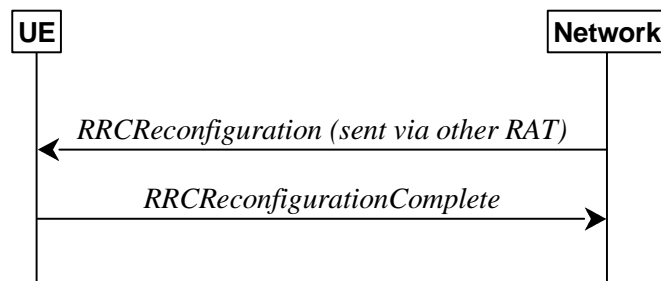 UE
Network
RRCReconfiguration (sent via other RAT)
RRCReconfigurationComplete